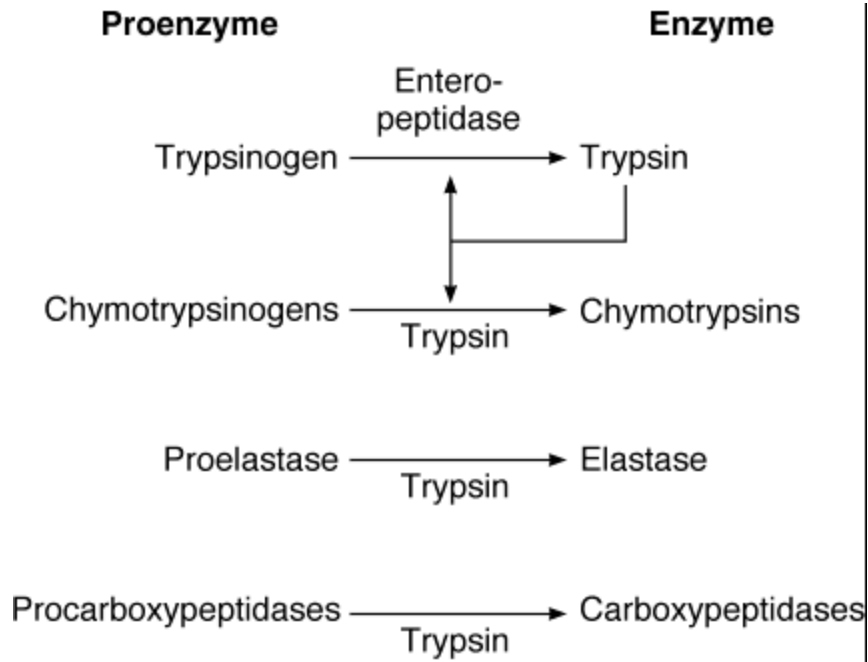 Proenzyme Enzyme
Entero-
peptidase
Trypsinogen Trypsin
Chymotrypsinogens Chymotrypsins
Trypsin
Proelastase Elastase
Trypsin
Procarboxypeptidases Carboxypeptidases
Trypsin